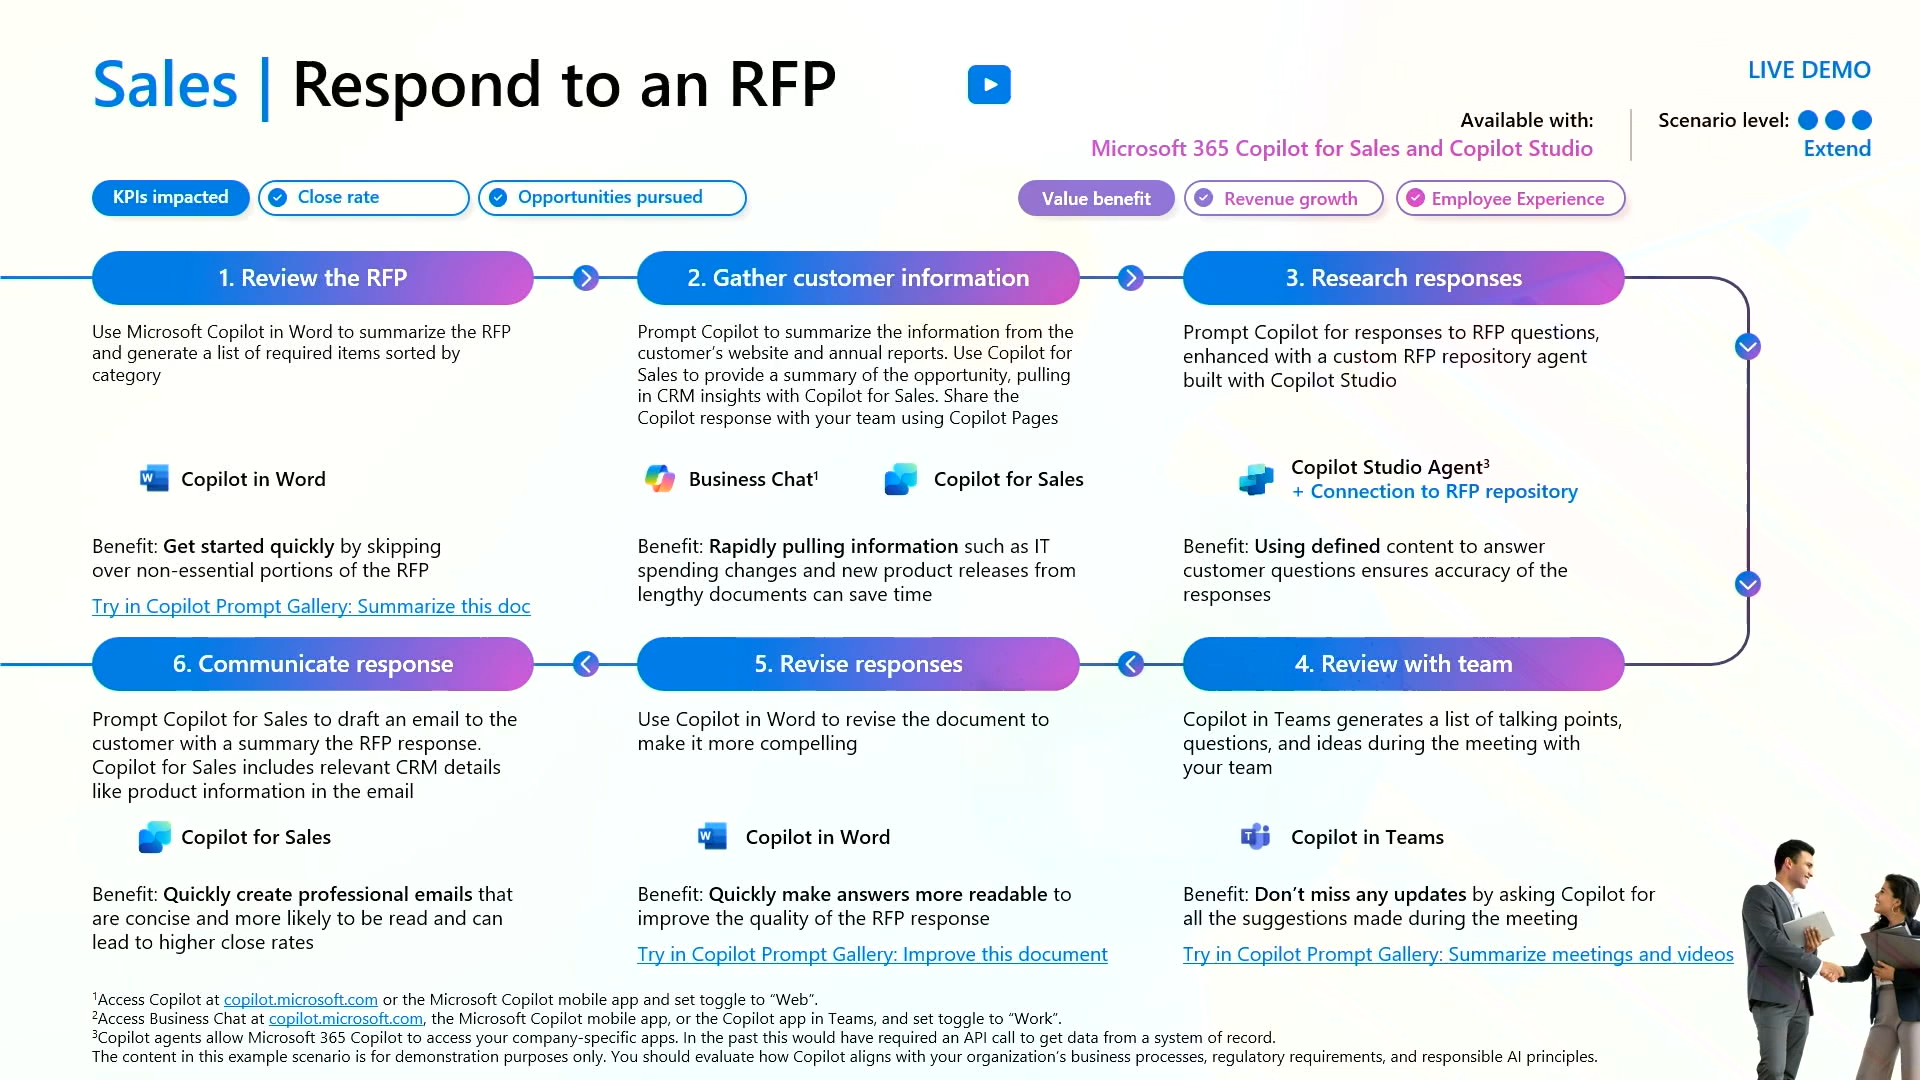 Sales | Respond to an RFP
LIVE DEMO
Available with:
Microsoft 365 Copilot for Sales and Copilot Studio
Scenario level:
Extend
KPIs impacted
Close rate
Opportunities pursued
Value benefit
Revenue growth
Employee Experience
1. Review the RFP
Use Microsoft Copilot in Word to summarize the RFP
and generate a list of required items sorted by
category
Copilot in Word
Benefit: Get started quickly by skipping
over non-essential portions of the RFP
Try in Copilot Prompt Gallery: Summarize this doc
2. Gather customer information
Prompt Copilot to summarize the information from the
customer’s website and annual reports. Use Copilot for
Sales to provide a summary of the opportunity, pulling
in CRM insights with Copilot for Sales. Share the
Copilot response with your team using Copilot Pages
Business Chat¹
Copilot for Sales
Benefit: Rapidly pulling information such as IT
spending changes and new product releases from
lengthy documents can save time
3. Research responses
Prompt Copilot for responses to RFP questions,
enhanced with a custom RFP repository agent
built with Copilot Studio
Copilot Studio Agent³
+ Connection to RFP repository
Benefit: Using defined content to answer
customer questions ensures accuracy of the
responses
4. Review with team
Copilot in Teams generates a list of talking points,
questions, and ideas during the meeting with
your team
Copilot in Teams
Benefit: Don’t miss any updates by asking Copilot for
all the suggestions made during the meeting
Try in Copilot Prompt Gallery: Summarize meetings and videos
5. Revise responses
Use Copilot in Word to revise the document to
make it more compelling
Copilot in Word
Benefit: Quickly make answers more readable to
improve the quality of the RFP response
Try in Copilot Prompt Gallery: Improve this document
6. Communicate response
Prompt Copilot for Sales to draft an email to the
customer with a summary the RFP response.
Copilot for Sales includes relevant CRM details
like product information in the email
Copilot for Sales
Benefit: Quickly create professional emails that
are concise and more likely to be read and can
lead to higher close rates
¹Access Copilot at copilot.microsoft.com or the Microsoft Copilot mobile app and set toggle to “Web”.
²Access Business Chat at copilot.microsoft.com, the Microsoft Copilot mobile app, or the Copilot app in Teams, and set toggle to “Work”.
³Copilot agents allow Microsoft 365 Copilot to access your company-specific apps. In the past this would have required an API call to get data from a system of record.
The content in this example scenario is for demonstration purposes only. You should evaluate how Copilot aligns with your organization’s business processes, regulatory requirements, and responsible AI principles.